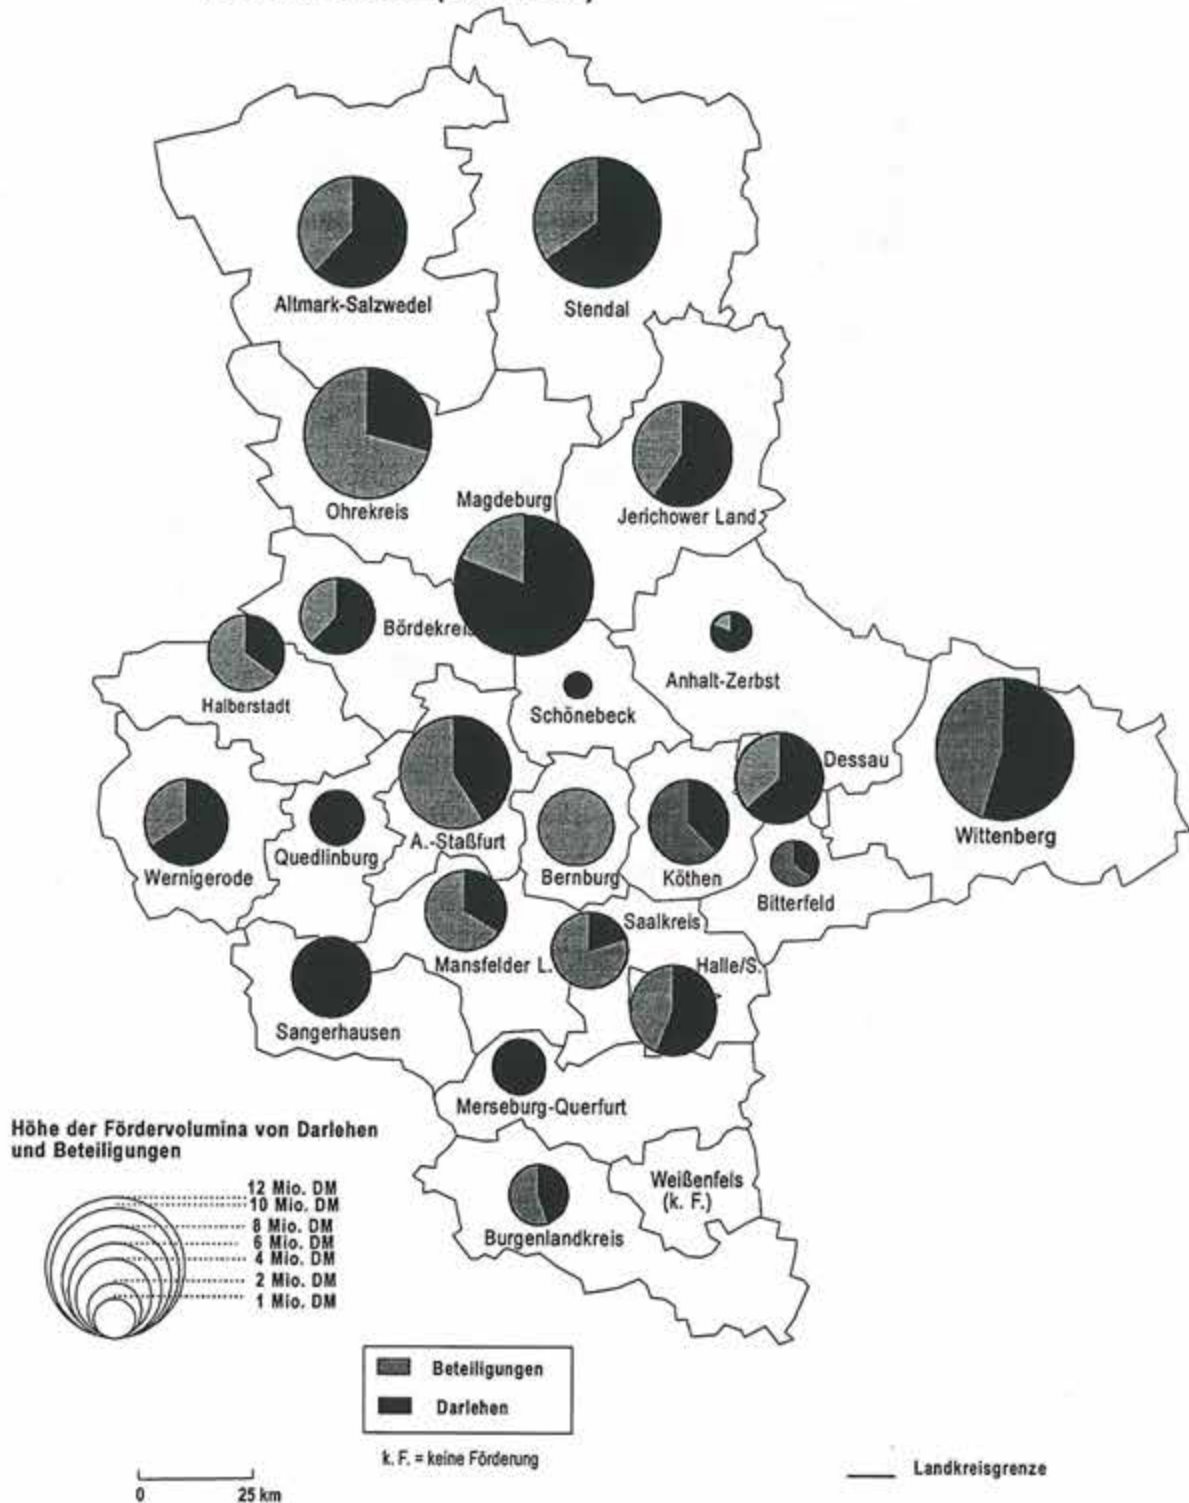 Altmark-Salzwedel
Stendal
Ohrekreis
Magdeburg
Jerichower Land
Bördekreis
Halberstadt
Anhalt-Zerbst
Schönebeck
Dessau
Wittenberg
Wernigerode
Quedlinburg
A.-Staßfurt
Bernburg
Köthen
Bitterfeld
Saalkreis
Mansfelder L.
Halle/S.
Sangerhausen
Merseburg-Querfurt
Weißenfels
(k. F.)
Burgenlandkreis
Höhe der Fördervolumina von Darlehen
und Beteiligungen
12 Mio. DM
10 Mio. DM
8 Mio. DM
6 Mio. DM
4 Mio. DM
2 Mio. DM
1 Mio. DM
Beteiligungen
Darlehen
k. F. = keine Förderung
0 25 km
Landkreisgrenze